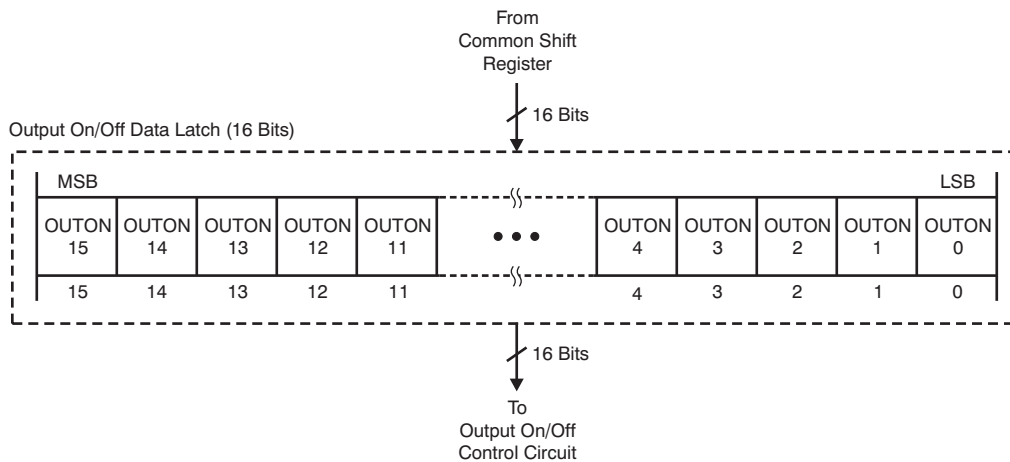 From
Common Shift
Register
16 Bits
Output On/Off Data Latch (16 Bits)
MSB LSB
OUTON OUTON OUTON OUTON OUTON OUTON OUTON OUTON OUTON OUTON
15 14 13 12 11 • • • 4 3 2 1 0
15 14 13 12 11 4 3 2 1 0
16 Bits
To
Output On/Off
Control Circuit